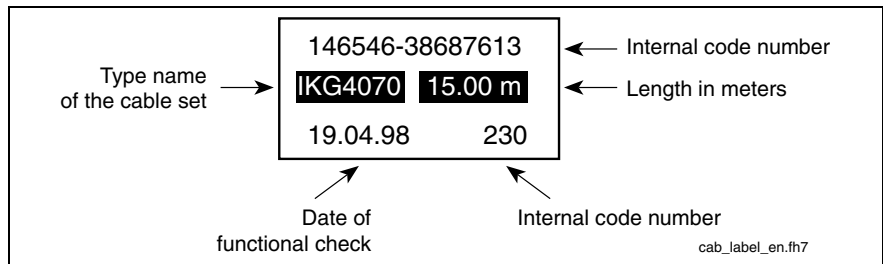 146546-38687613
Internal code number
Type name
of the cable set
IKG4070 15.00 m
Length in meters
19.04.98 230
Date of
functional check
Internal code number
cab_label_en.fh7